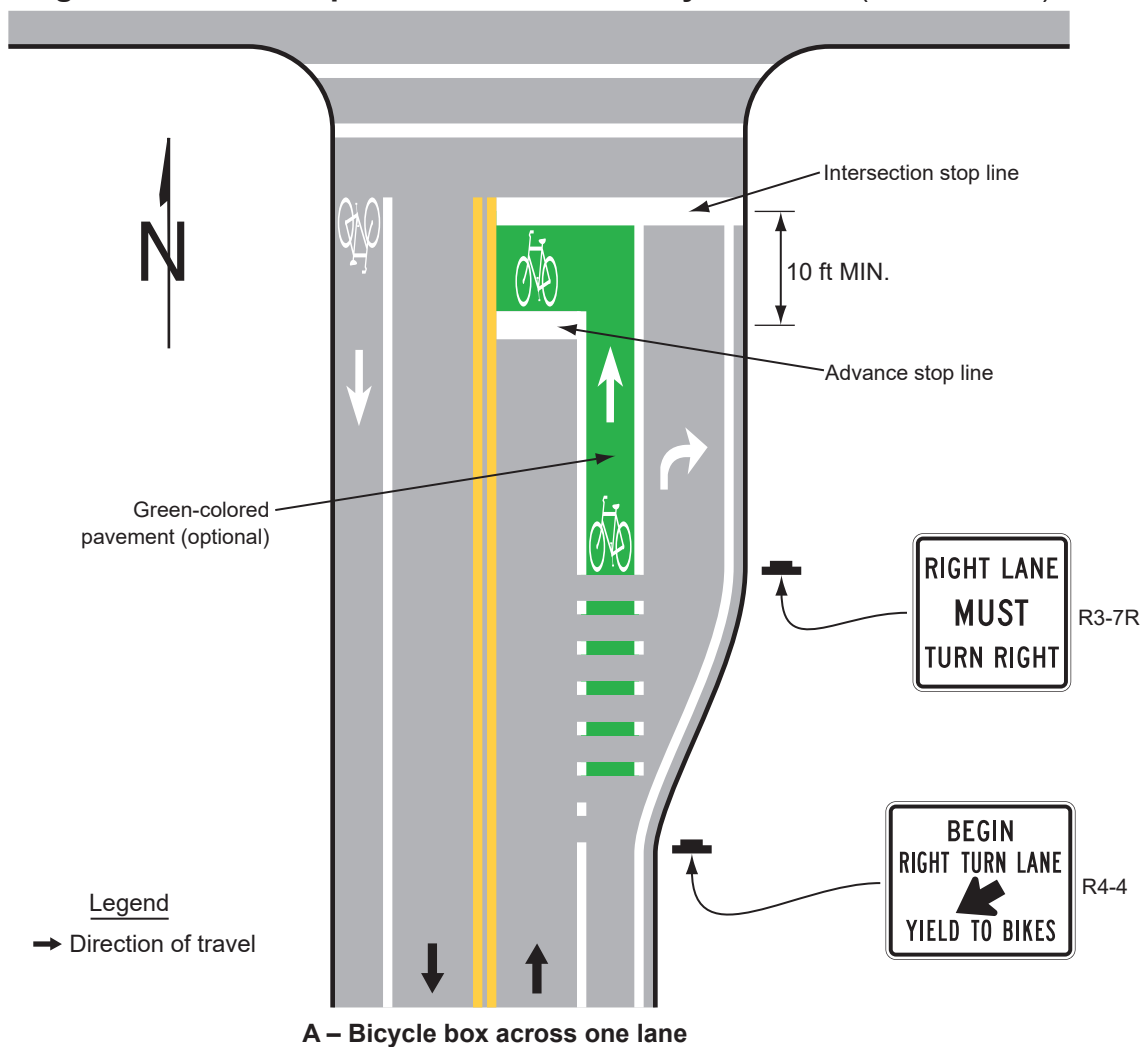 Intersection stop line
N
10 ft MIN.
Advance stop line
Green-colored
pavement (optional)
RIGHT LANE
MUST
TURN RIGHT
R3-7R
BEGIN
RIGHT TURN LANE
YIELD TO BIKES
R4-4
Legend
Direction of travel
A – Bicycle box across one lane